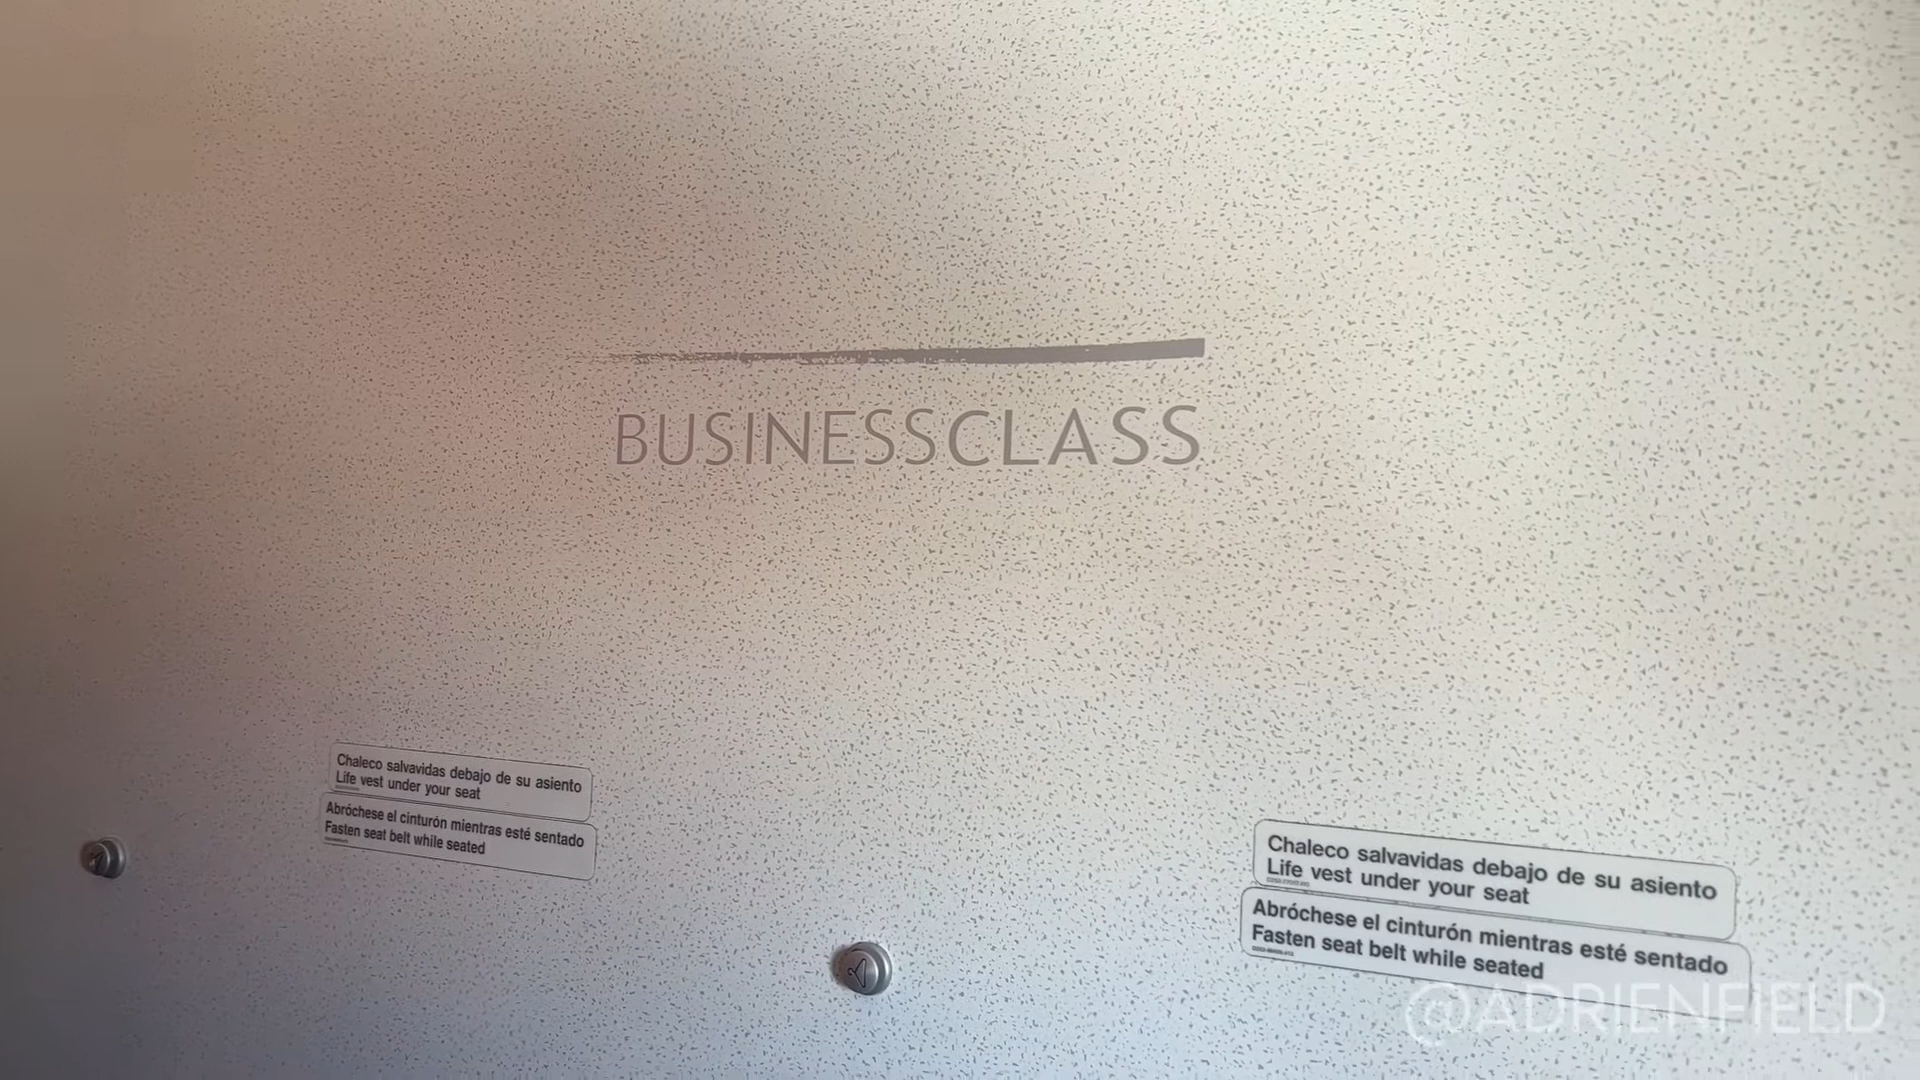 BUSINESSCLASS
Chaleco salvavidas debajo de su asiento
Life vest under your seat
Abróchese el cinturón mientras esté sentado
Fasten seat belt while seated
Chaleco salvavidas debajo de su asiento
Life vest under your seat
Abróchese el cinturón mientras esté sentado
Fasten seat belt while seated
@ADRIENFIELD